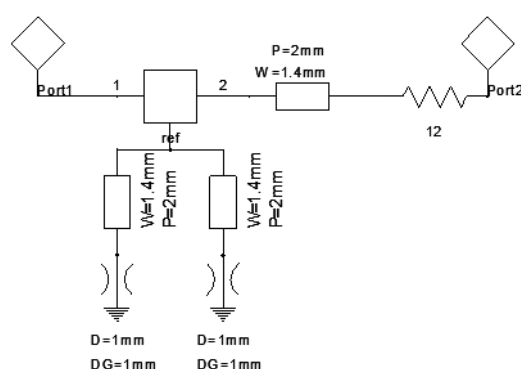 P=2mm
W=1.4mm
Port1
1
2
Port2
12
ref
W=1.4mm
P=2mm
W=1.4mm
P=2mm
D=1mm
DG=1mm
D=1mm
DG=1mm